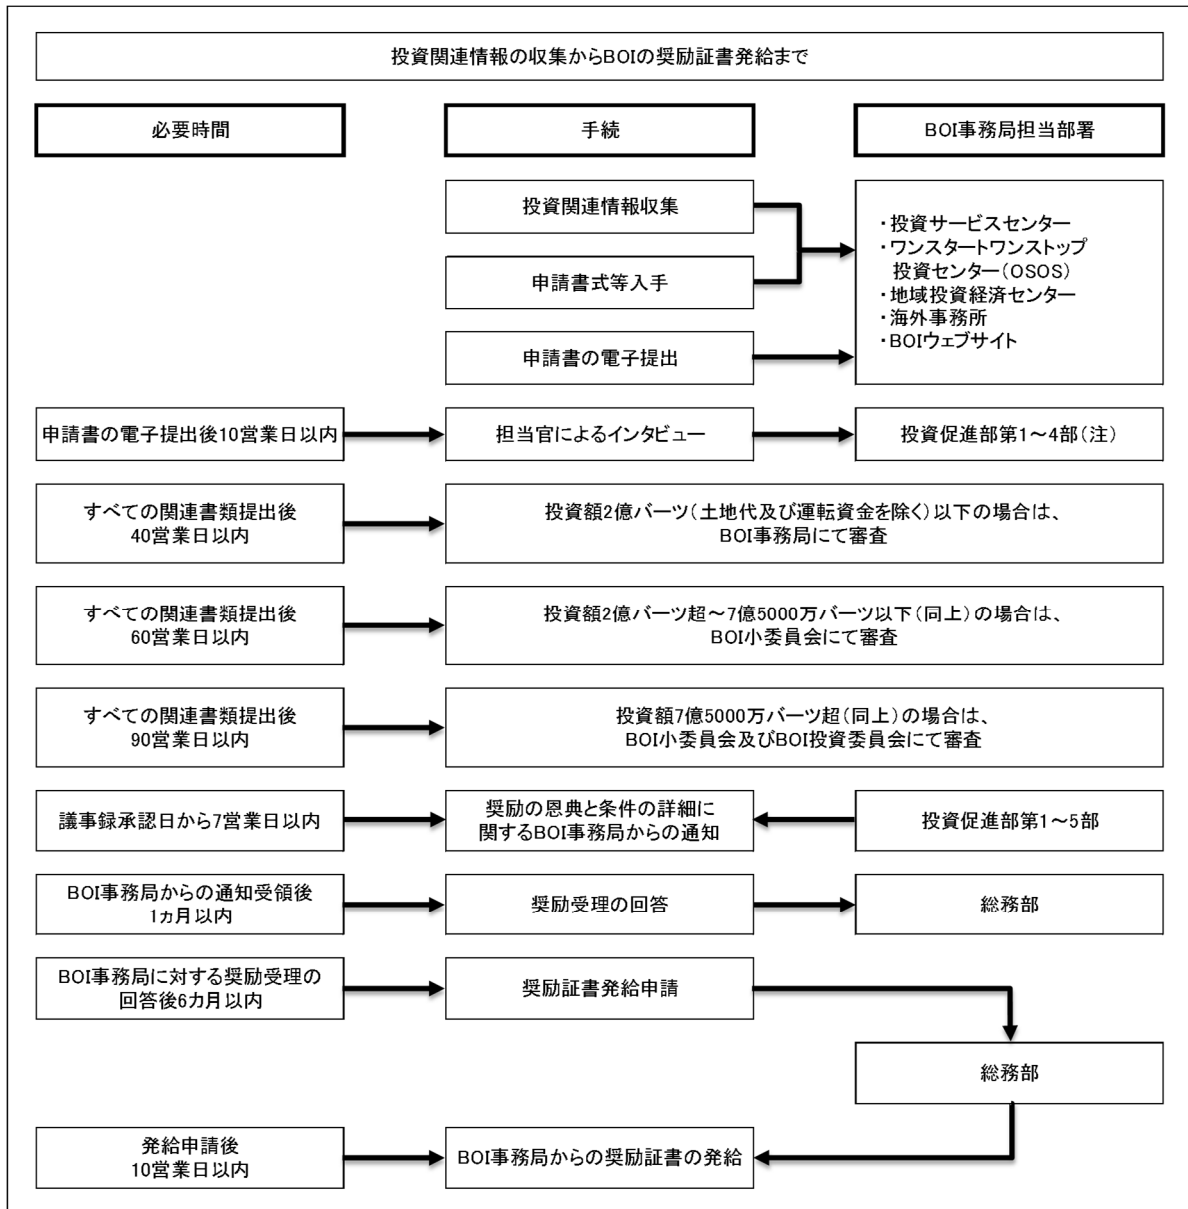 投資関連情報の収集からBOIの奨励証書発給まで
必要時間
手続
BOI事務局担当部署
投資関連情報収集
申請書式等入手
申請書の電子提出
・投資サービスセンター
・ワンスタートワンストップ
投資センター(OSOS)
・地域投資経済センター
・海外事務所
・BOIウェブサイト
申請書の電子提出後10営業日以内
担当官によるインタビュー
投資促進部第1～4部(注)
すべての関連書類提出後
40営業日以内
投資額2億バーツ(土地代及び運転資金を除く)以下の場合は、
BOI事務局にて審査
すべての関連書類提出後
60営業日以内
投資額2億バーツ超～7億5000万バーツ以下(同上)の場合は、
BOI小委員会にて審査
すべての関連書類提出後
90営業日以内
投資額7億5000万バーツ超(同上)の場合は、
BOI小委員会及びBOI投資委員会にて審査
議事録承認日から7営業日以内
奨励の恩典と条件の詳細に
関するBOI事務局からの通知
投資促進部第1～5部
BOI事務局からの通知受領後
1ヵ月以内
奨励受理の回答
総務部
BOI事務局に対する奨励受理の
回答後6カ月以内
奨励証書発給申請
総務部
発給申請後
10営業日以内
BOI事務局からの奨励証書の発給